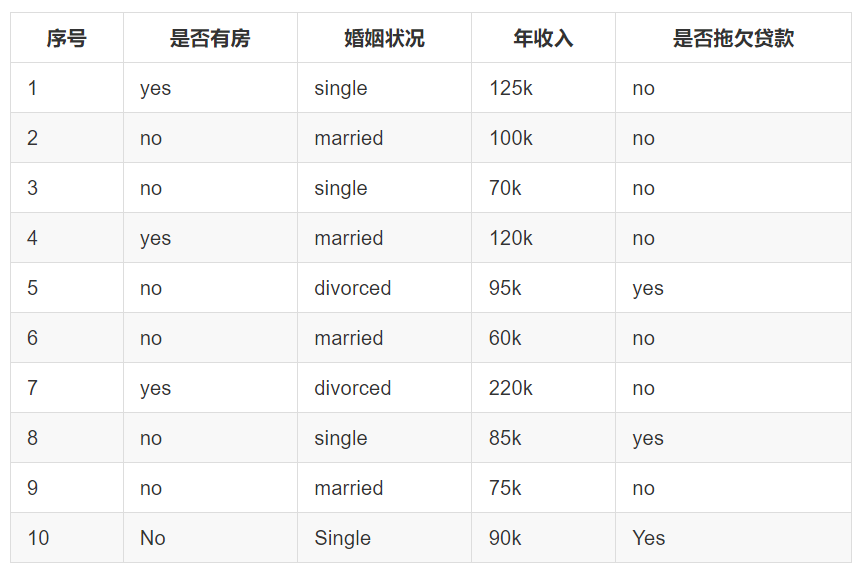 序号 是否有房 婚姻状况 年收入 是否拖欠贷款
1 yes single 125k no
2 no married 100k no
3 no single 70k no
4 yes married 120k no
5 no divorced 95k yes
6 no married 60k no
7 yes divorced 220k no
8 no single 85k yes
9 no married 75k no
10 No Single 90k Yes